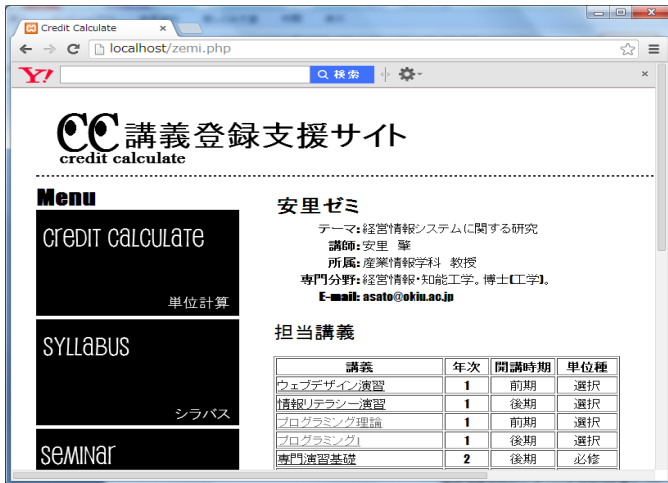 Credit Calculate
localhost/zemi.php
Y!
検索
CC講義登録支援サイト
credit calculate
Menu
credit calculate
単位計算
syllabus
シラバス
seminar
安里ゼミ
テーマ:経営情報システムに関する研究
講師:安里 肇
所属:産業情報学科 教授
専門分野:経営情報・知能工学。博士(工学)。
E-mail: asato@okiu.ac.jp
担当講義
講義 年次 開講時期 単位種
ウェブデザイン演習 1 前期 選択
情報リテラシー演習 1 後期 選択
プログラミング理論 1 前期 選択
プログラミングI 1 後期 選択
専門演習基礎 2 後期 必修